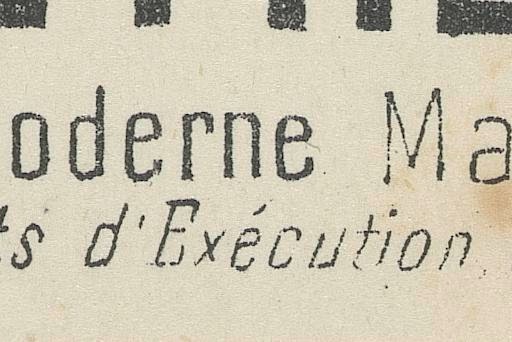 oderne Ma
ts d'Exécution